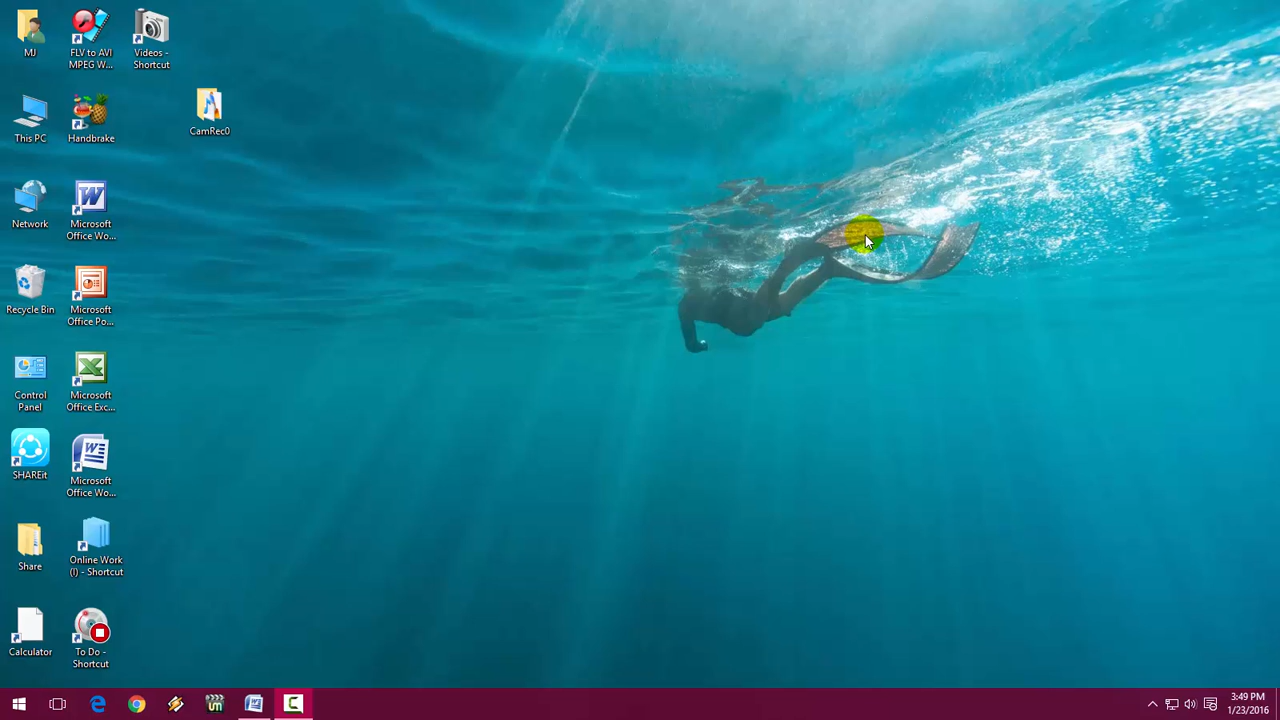 MJ
FLV to AVI
MPEG W...
Videos -
Shortcut
This PC
Handbrake
CamRec0
Network
Microsoft
Office Wo...
Recycle Bin
Microsoft
Office Po...
Control
Panel
Microsoft
Office Exc...
SHAREit
Microsoft
Office Wo...
Share
Online Work
(I) - Shortcut
Calculator
To Do -
Shortcut
3:49 PM
1/23/2016